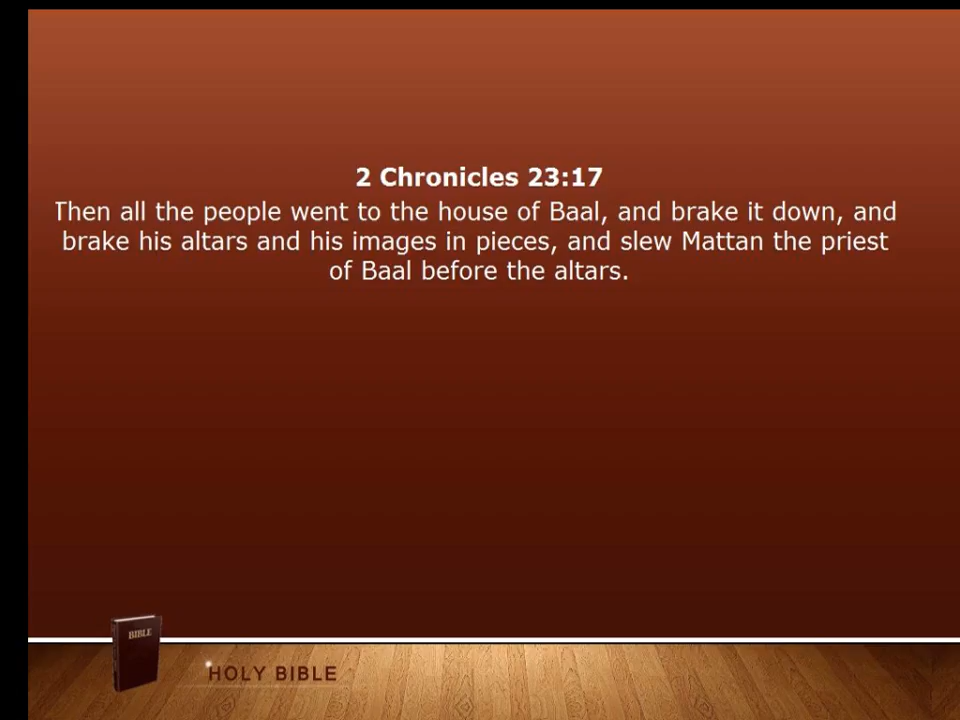 2 Chronicles 23:17
Then all the people went to the house of Baal, and brake it down, and
brake his altars and his images in pieces, and slew Mattan the priest
of Baal before the altars.
BIBLE
HOLY BIBLE